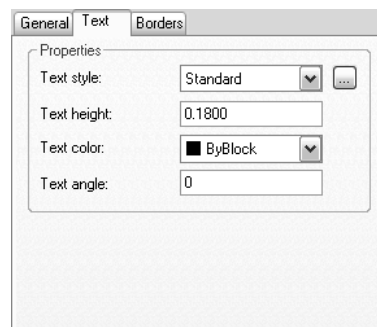 General Text Borders
Properties
Text style: Standard ...
Text height: 0.1800
Text color: ByBlock
Text angle: 0